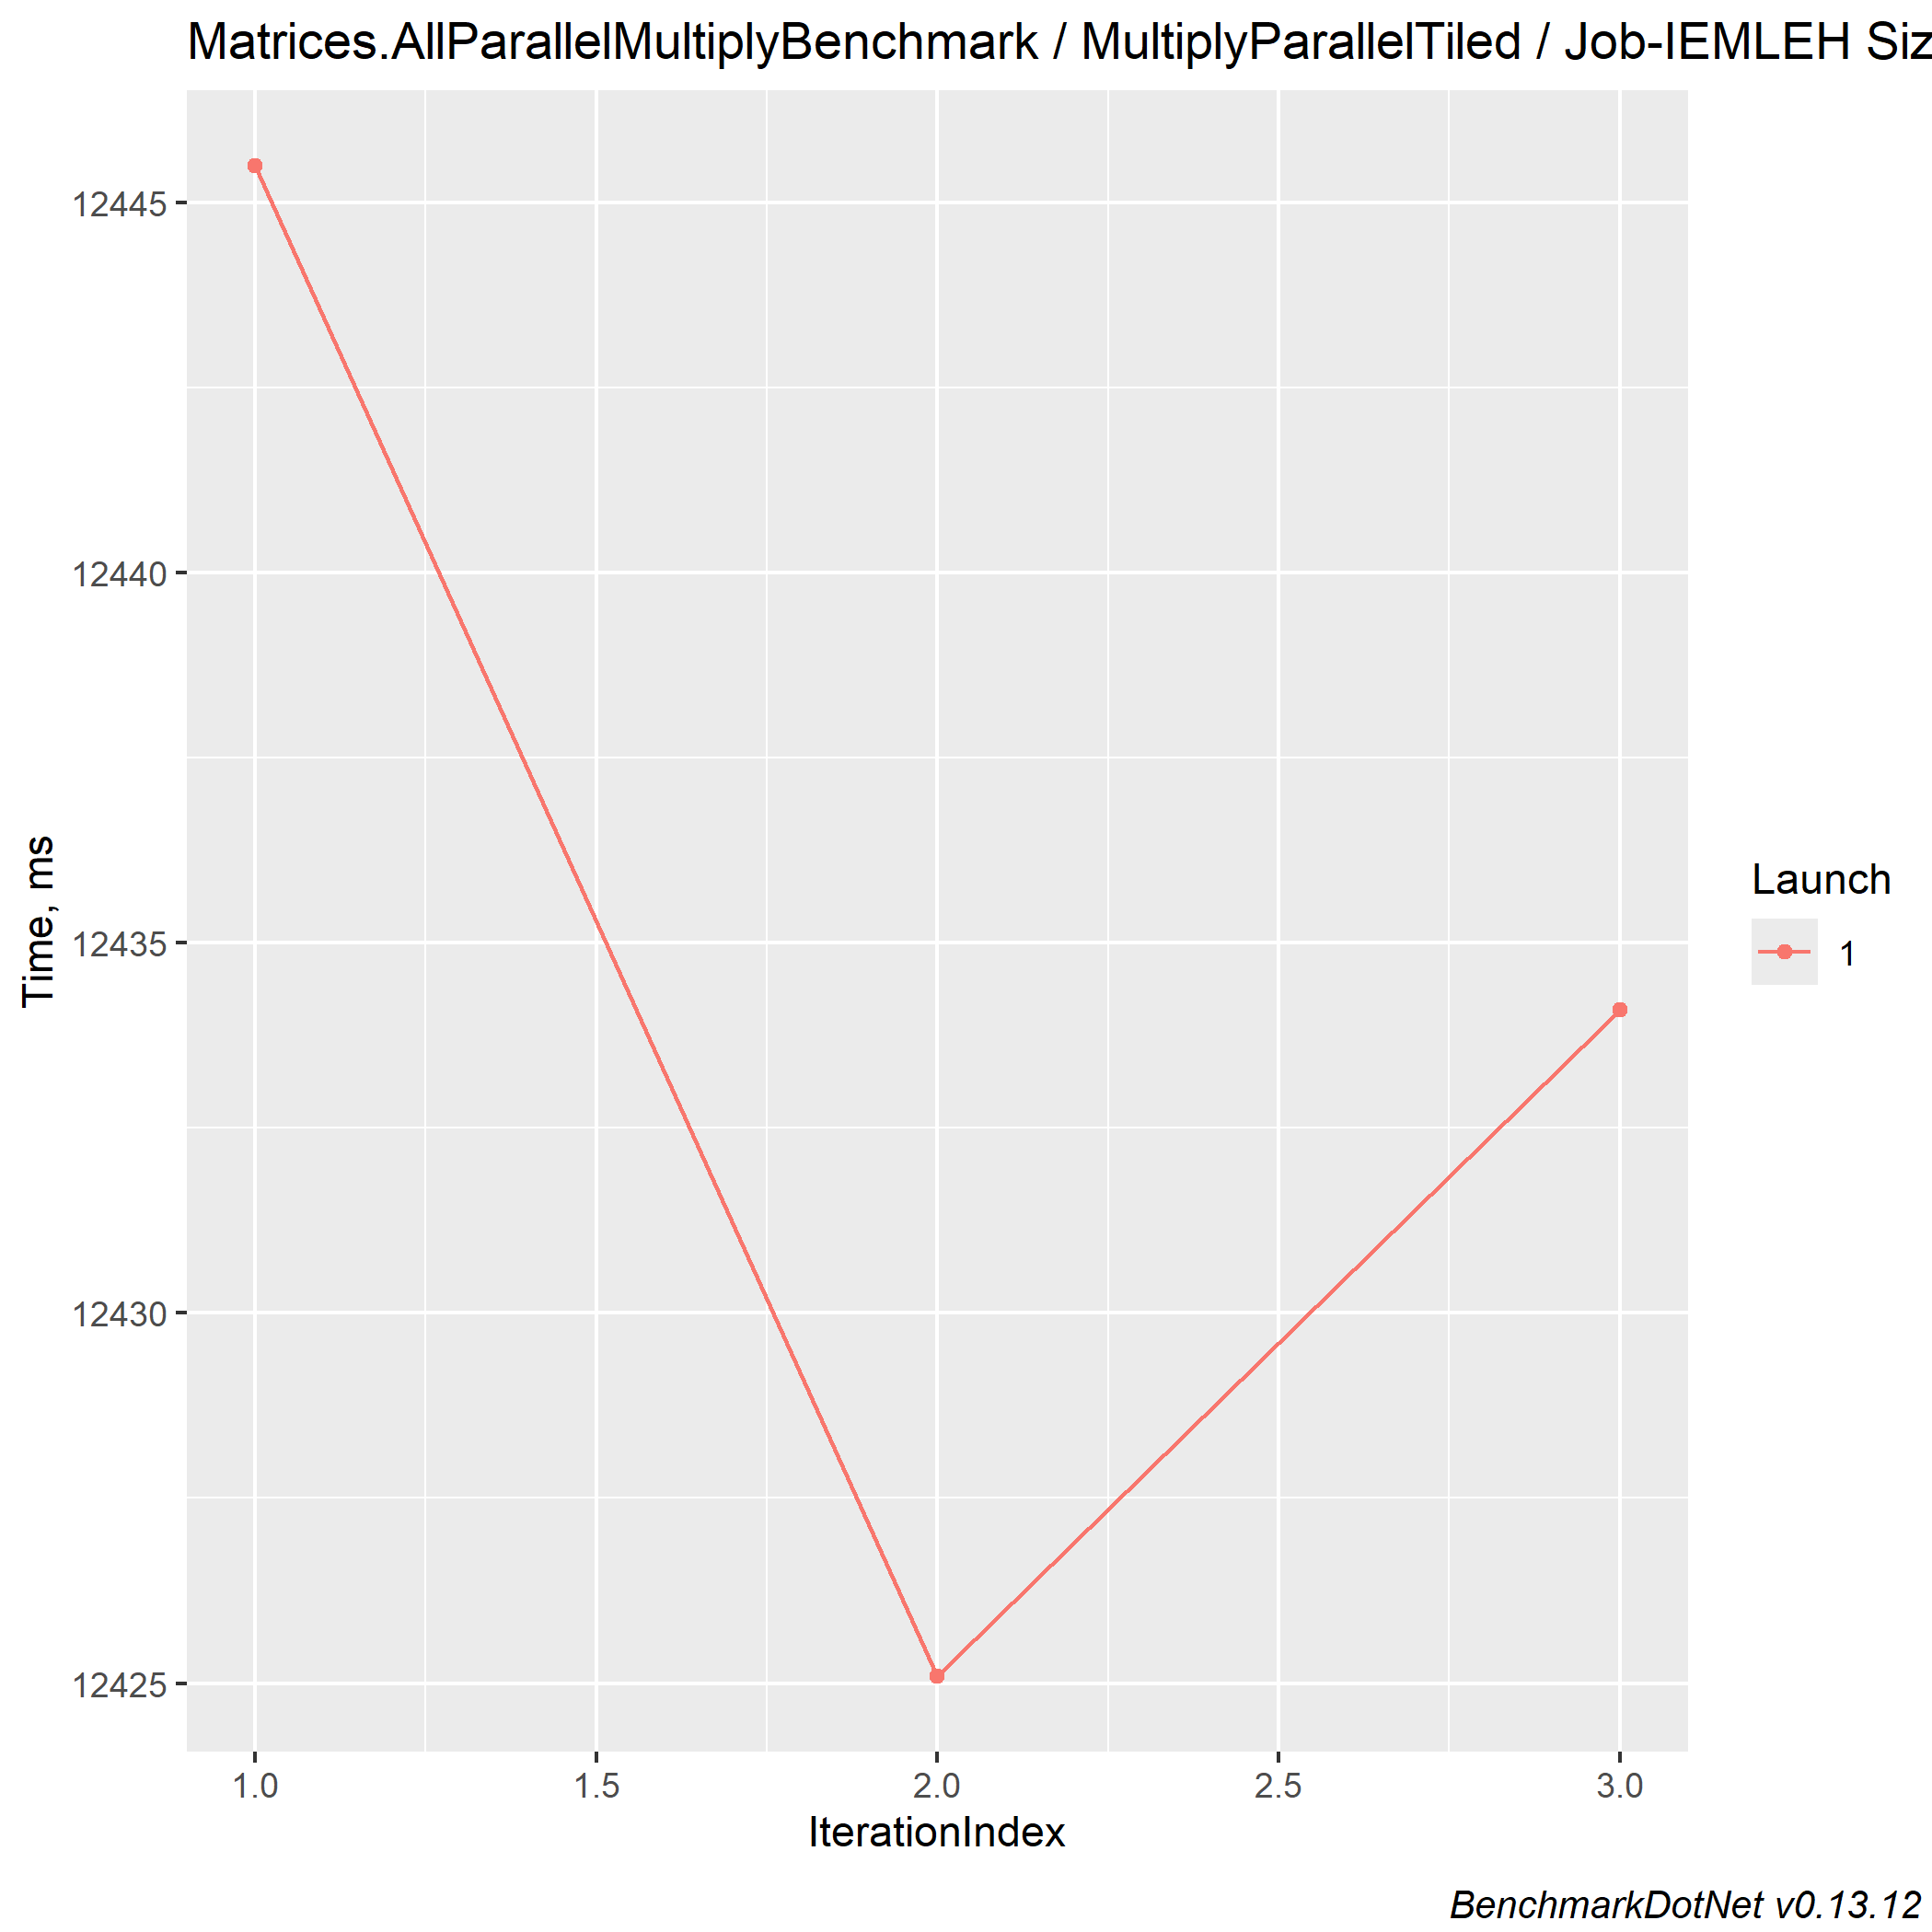 Matrices.AllParallelMultiplyBenchmark / MultiplyParallelTiled / Job-IEMLEH Siz
12445
12440
12435
12430
12425
Time, ms
1.0 1.5 2.0 2.5 3.0
IterationIndex
Launch
1
BenchmarkDotNet v0.13.12